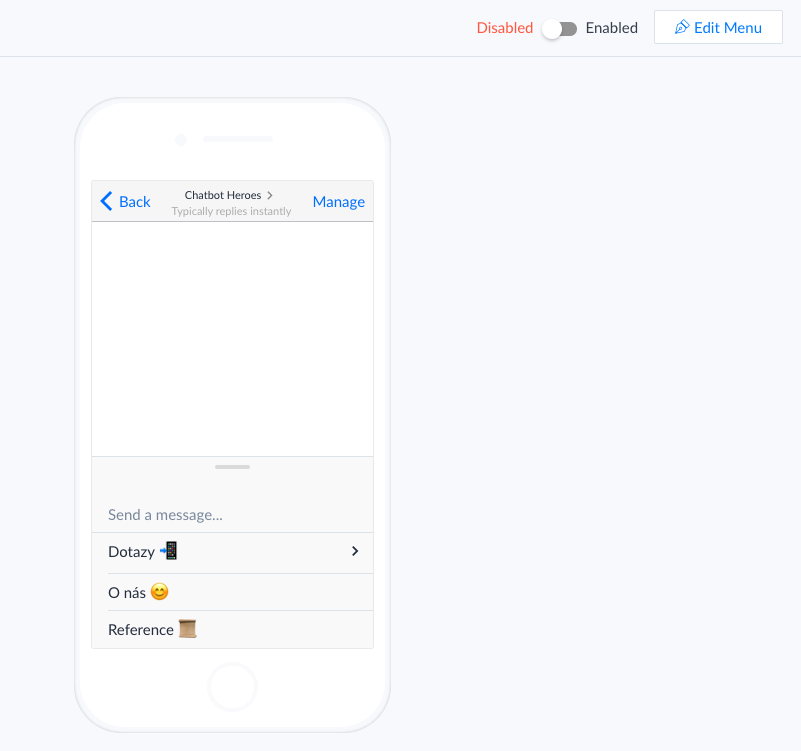 Disabled Enabled Edit Menu
Back Chatbot Heroes Manage
Typically replies instantly
Send a message...
Dotazy 📲
O nás 😊
Reference 📜